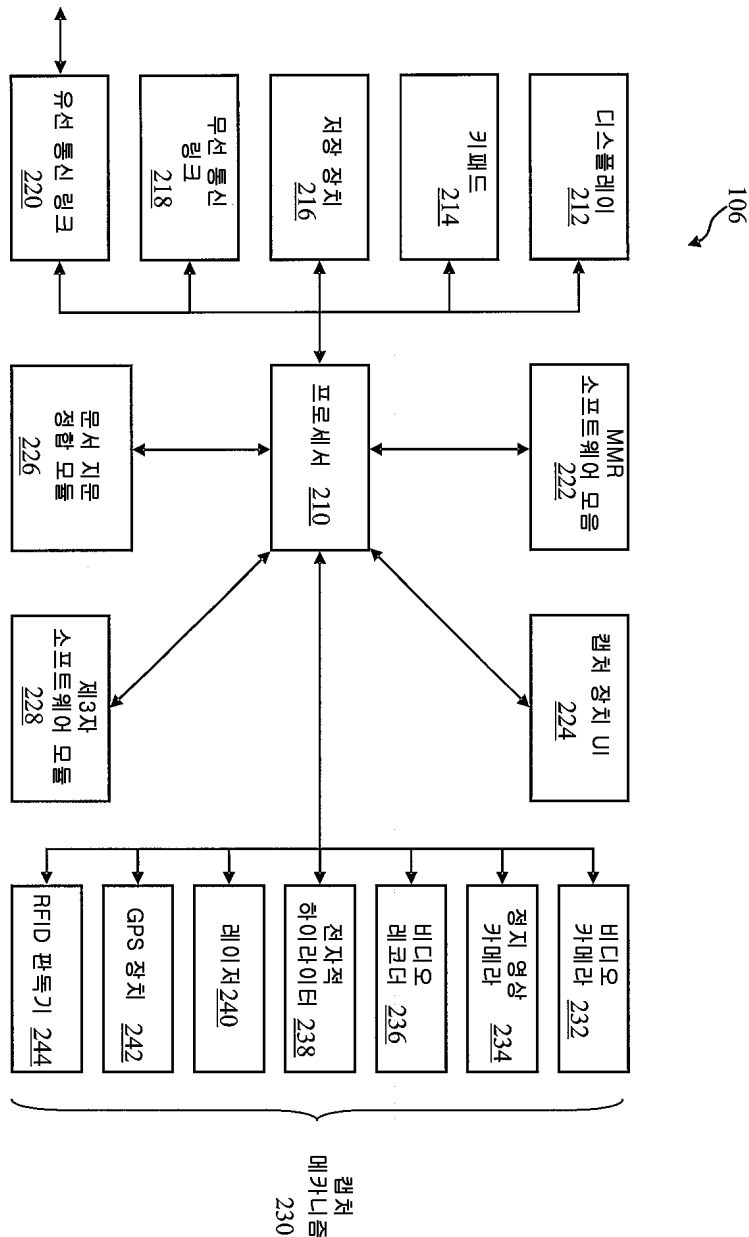 캡처
메카니즘
230
비디오
카메라 232
정지 영상
카메라 234
비디오
레코더 236
전자적
하이라이터
238
레이저240
GPS 장치 242
RFID 판독기 244
캡처 장치 UI
224
제3자
소프트웨어 모듈
228
MMR
소프트웨어 모음
222
프로세서 210
문서 지문
정합 모듈
226
106
디스플레이
212
키패드
214
저장 장치
216
무선 통신
링크
218
유선 통신 링크
220